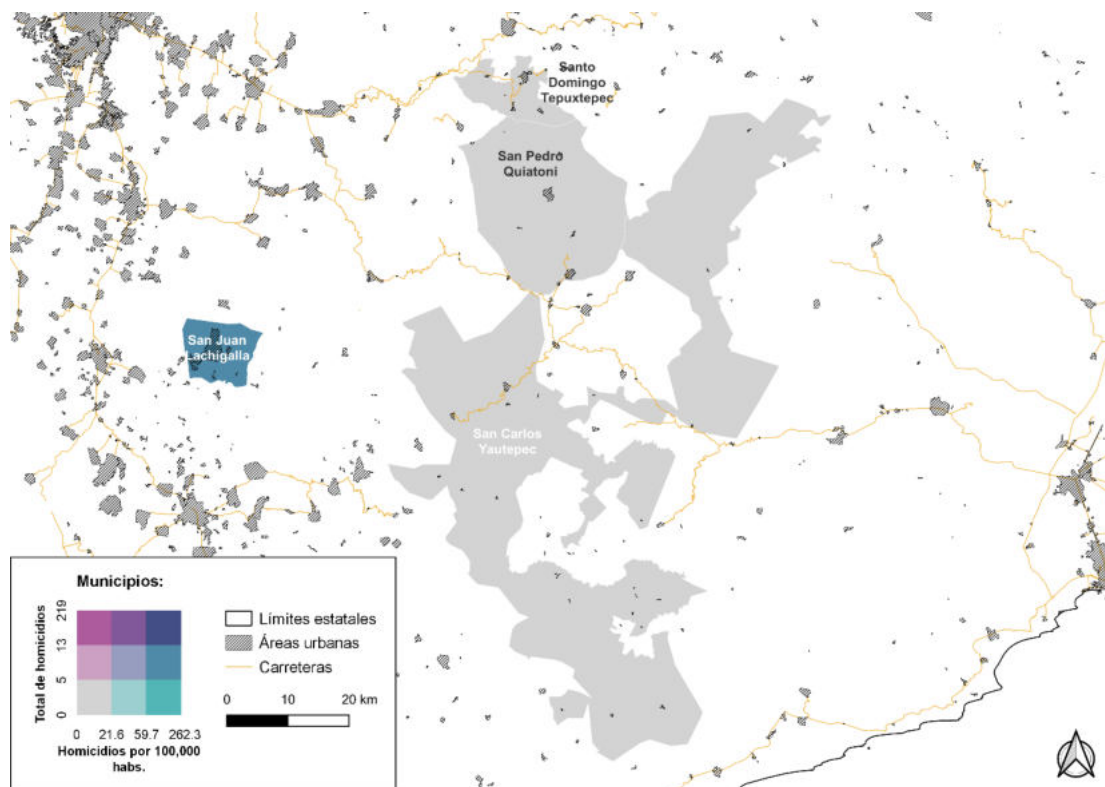 Santo
Domingo
Tepuxtepec
San Pedro
Quiatoni
San Juan
Lachigalla
San Carlos
Yautepec
Municipios:
Total de homicidios
219
13
5
0
0 21.6 59.7 262.3
Homicidios por 100,000
habs.
Límites estatales
Áreas urbanas
Carreteras
0 10 20 km